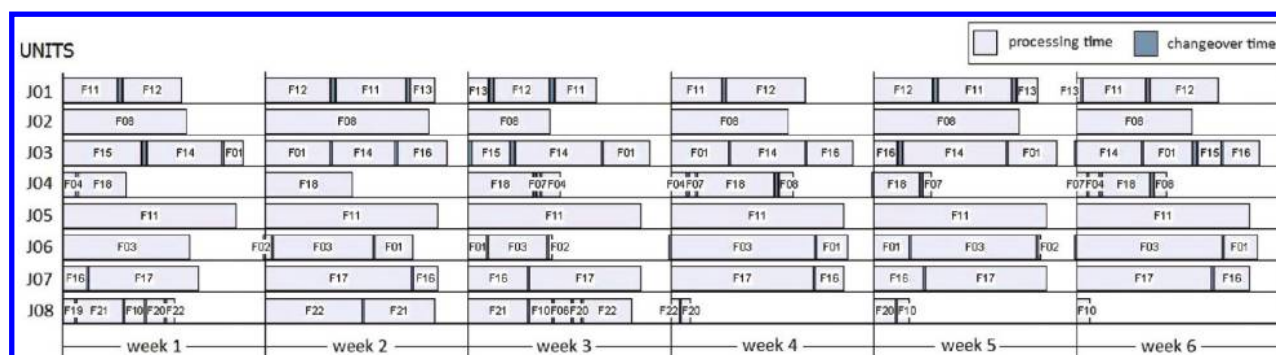 processing time changeover time
UNITS
J01 F11 F12 F12 F11 F13 F13 F12 F11 F11 F12 F12 F11 F13 F13 F11 F12
J02 F08 F08 F08 F08 F08 F08
J03 F15 F14 F01 F01 F14 F16 F15 F14 F01 F01 F14 F16 F16 F14 F01 F14 F01 F15 F16
J04 F04 F18 F18 F18 F07 F04 F04 F07 F18 F08 F18 F07 F07 F04 F18 F08
J05 F11 F11 F11 F11 F11 F11
J06 F03 F02 F03 F01 F01 F03 F02 F03 F01 F01 F03 F02 F03 F01
J07 F16 F17 F17 F16 F16 F17 F17 F16 F16 F17 F17 F16
J08 F19 F21 F10 F20 F22 F22 F21 F21 F10 F06 F20 F22 F22 F20 F20 F10 F10
week 1 week 2 week 3 week 4 week 5 week 6